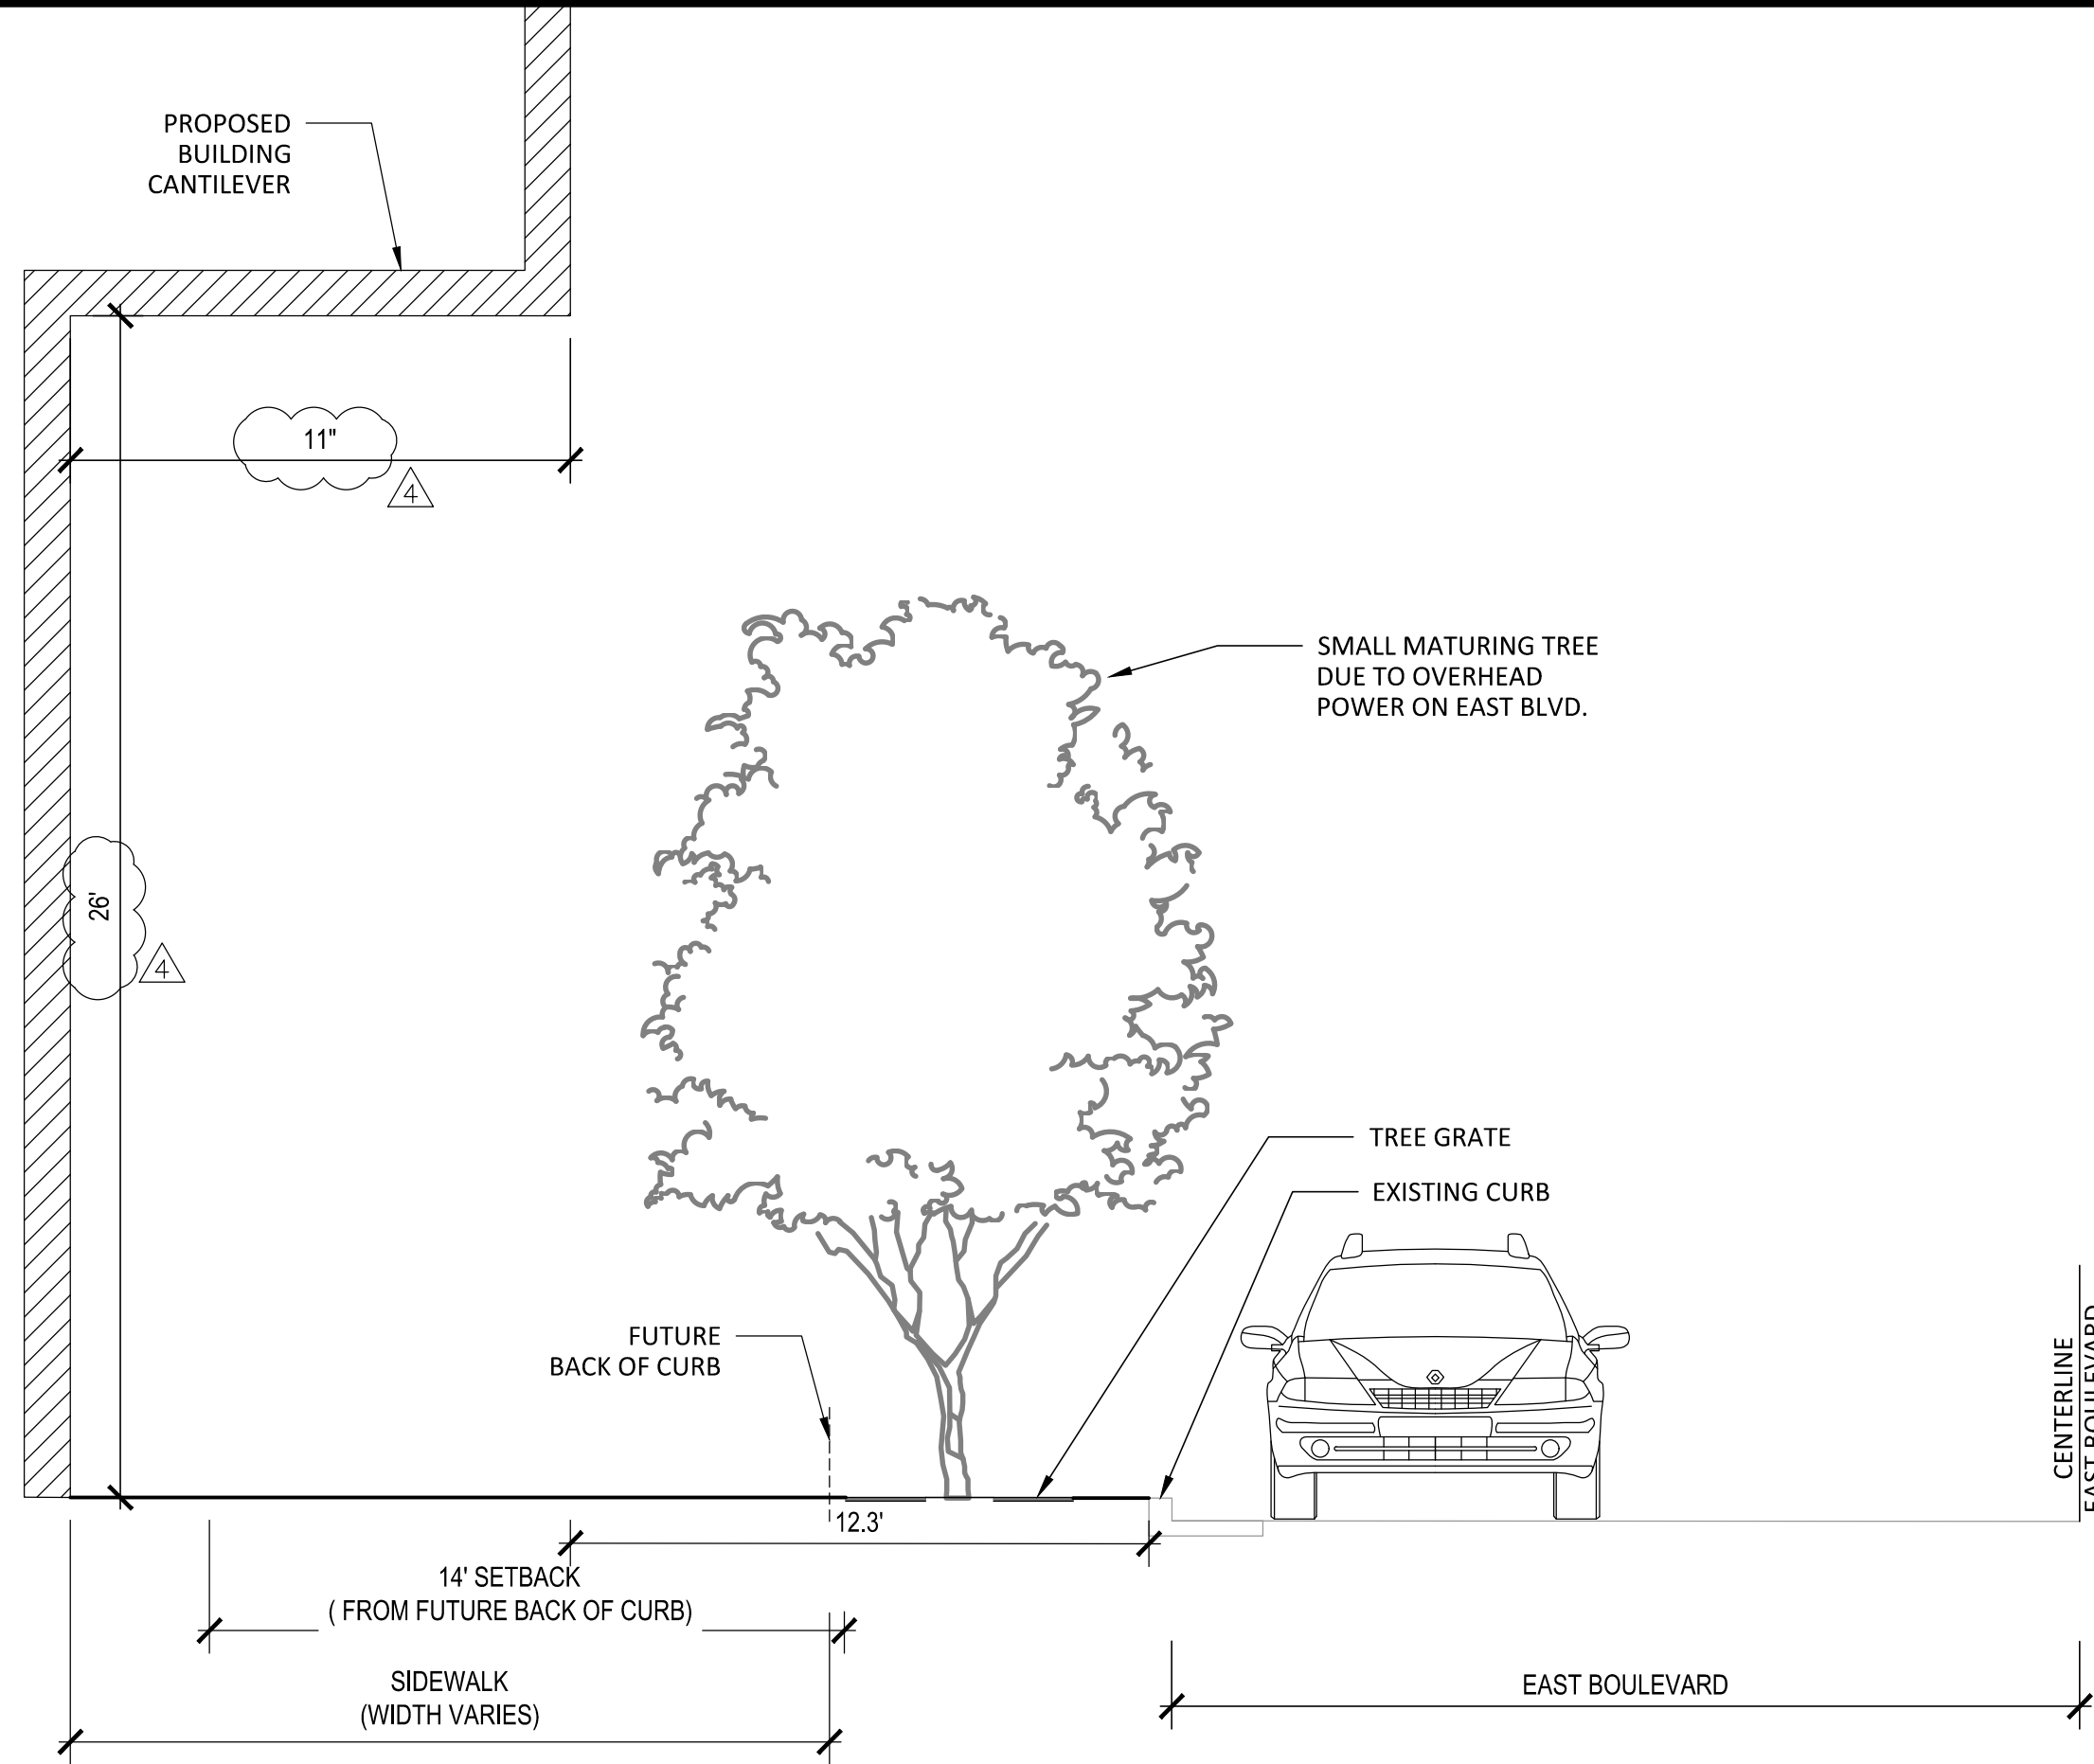 PROPOSED
BUILDING
CANTILEVER
11"
4
SMALL MATURING TREE
DUE TO OVERHEAD
POWER ON EAST BLVD.
26'
4
TREE GRATE
EXISTING CURB
FUTURE
BACK OF CURB
CENTERLINE
EAST BOULEVARD
12.3'
14' SETBACK
( FROM FUTURE BACK OF CURB)
SIDEWALK
(WIDTH VARIES)
EAST BOULEVARD